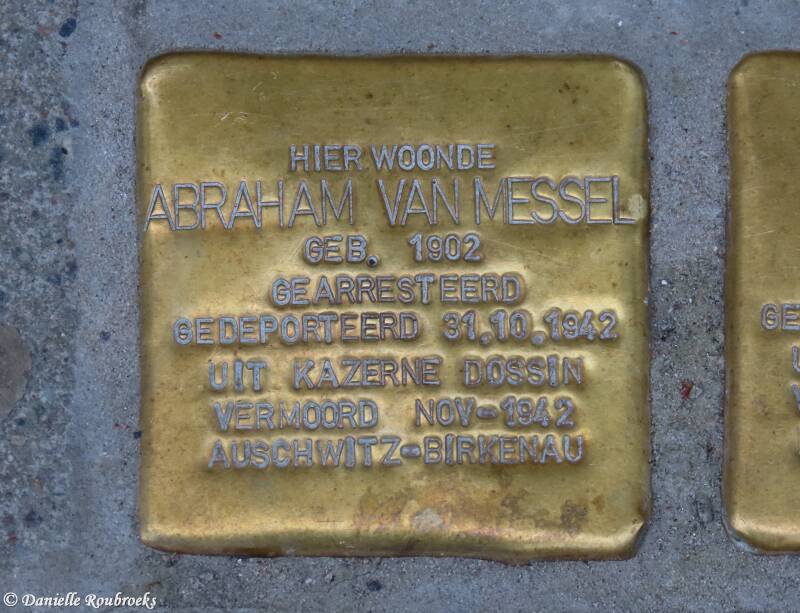 HIER WOONDE
ABRAHAM VAN MESSEL
GEB. 1902
GEARRESTEERD
GEDEPORTEERD 31.10.1942
UIT KAZERNE DOSSIN
VERMOORD NOV-1942
AUSCHWITZ-BIRKENAU
GE
© Danielle Roubroeks